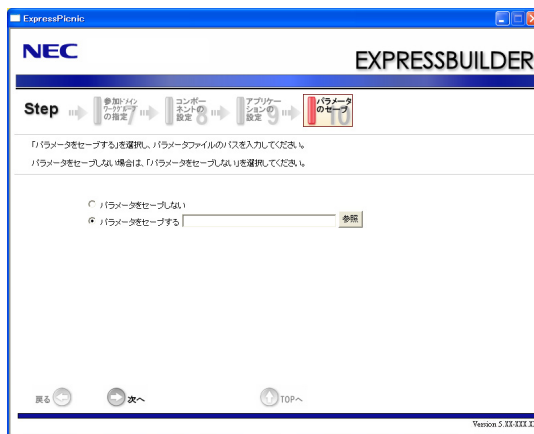 ExpressPicnic
NEC
EXPRESSBUILDER
Step
参加ドメイン
ワークグループ
の指定 7
コンポー
ネントの
設定 8
アプリケー
ションの
設定 9
パラメータ
のセーブ 10
「パラメータをセーブする」を選択し、パラメータファイルのパスを入力してください。
パラメータをセーブしない場合は、「パラメータをセーブしない」を選択してください。
パラメータをセーブしない
パラメータをセーブする 参照
戻る 次へ TOPへ